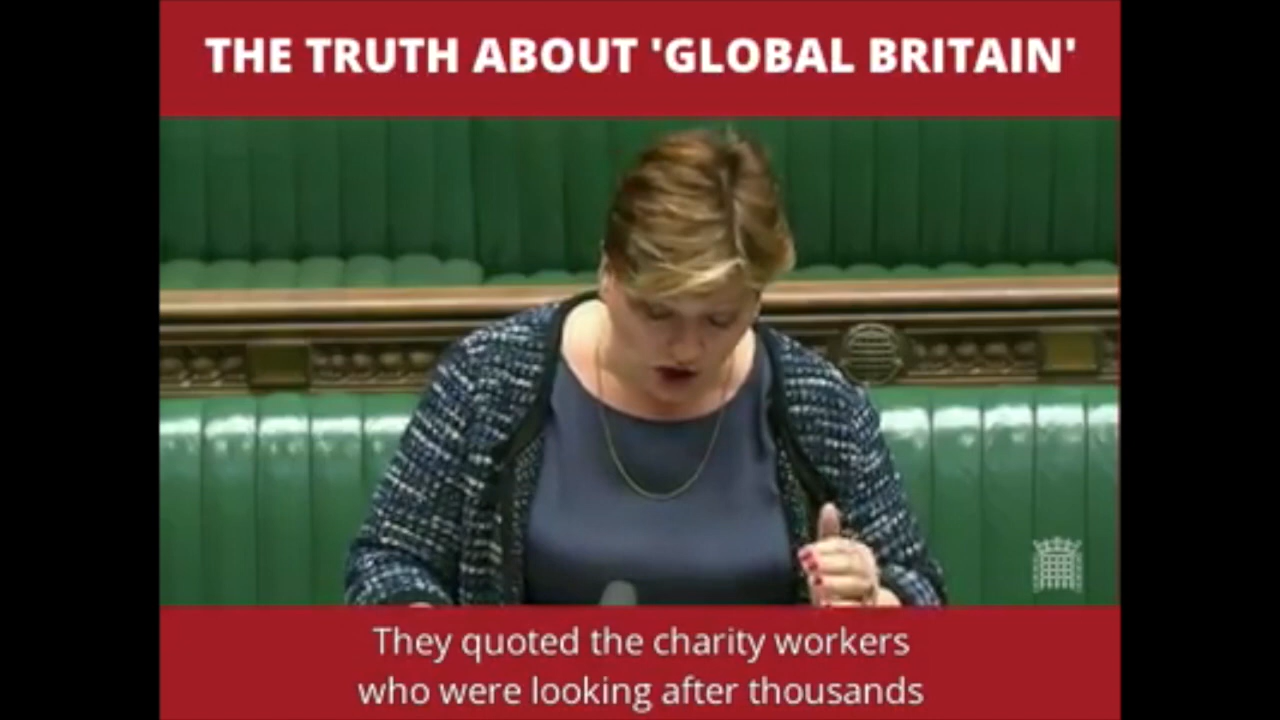 THE TRUTH ABOUT 'GLOBAL BRITAIN'
They quoted the charity workers
who were looking after thousands